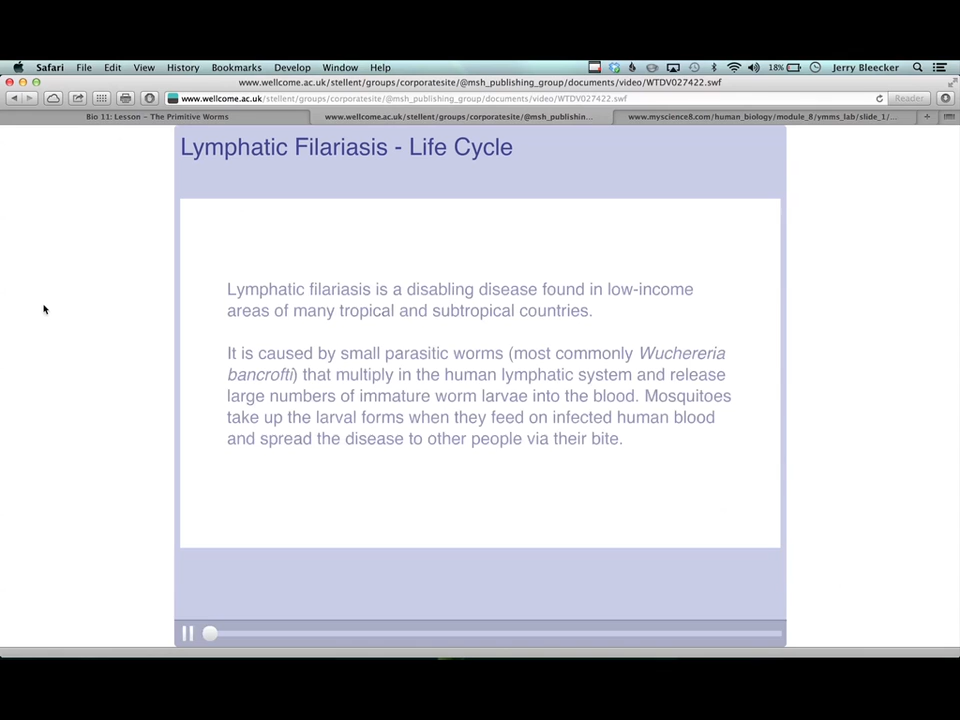 Safari File Edit View History Bookmarks Develop Window Help 18% Jerry Bleecker
www.wellcome.ac.uk/stellent/groups/corporatesite/@msh_publishing_group/documents/video/WTDV027422.swf
www.wellcome.ac.uk/stellent/groups/corporatesite/@msh_publishing_group/documents/video/WTDV027422.swf Reader
Bio 11: Lesson - The Primitive Worms www.wellcome.ac.uk/stellent/groups/corporatesite/@msh_publishin... www.myscience8.com/human_biology/module_8/ymms_lab/slide_1/...
Lymphatic Filariasis - Life Cycle
Lymphatic filariasis is a disabling disease found in low-income
areas of many tropical and subtropical countries.
It is caused by small parasitic worms (most commonly Wuchereria
bancrofti) that multiply in the human lymphatic system and release
large numbers of immature worm larvae into the blood. Mosquitoes
take up the larval forms when they feed on infected human blood
and spread the disease to other people via their bite.